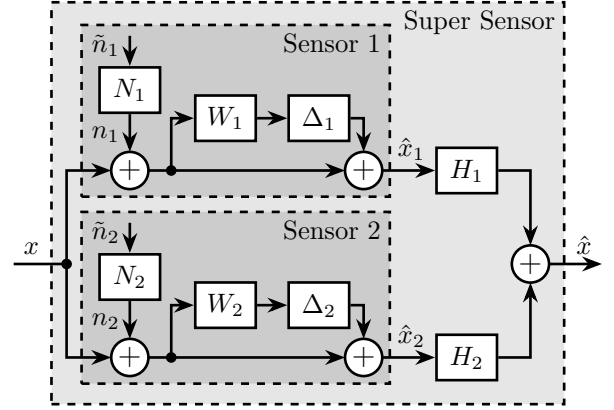 Super Sensor
Sensor 1
ñ₁
N₁
W₁
Δ₁
n₁
+
+
x̂₁
H₁
Sensor 2
x
ñ₂
N₂
W₂
Δ₂
+
x̂
n₂
+
+
x̂₂
H₂